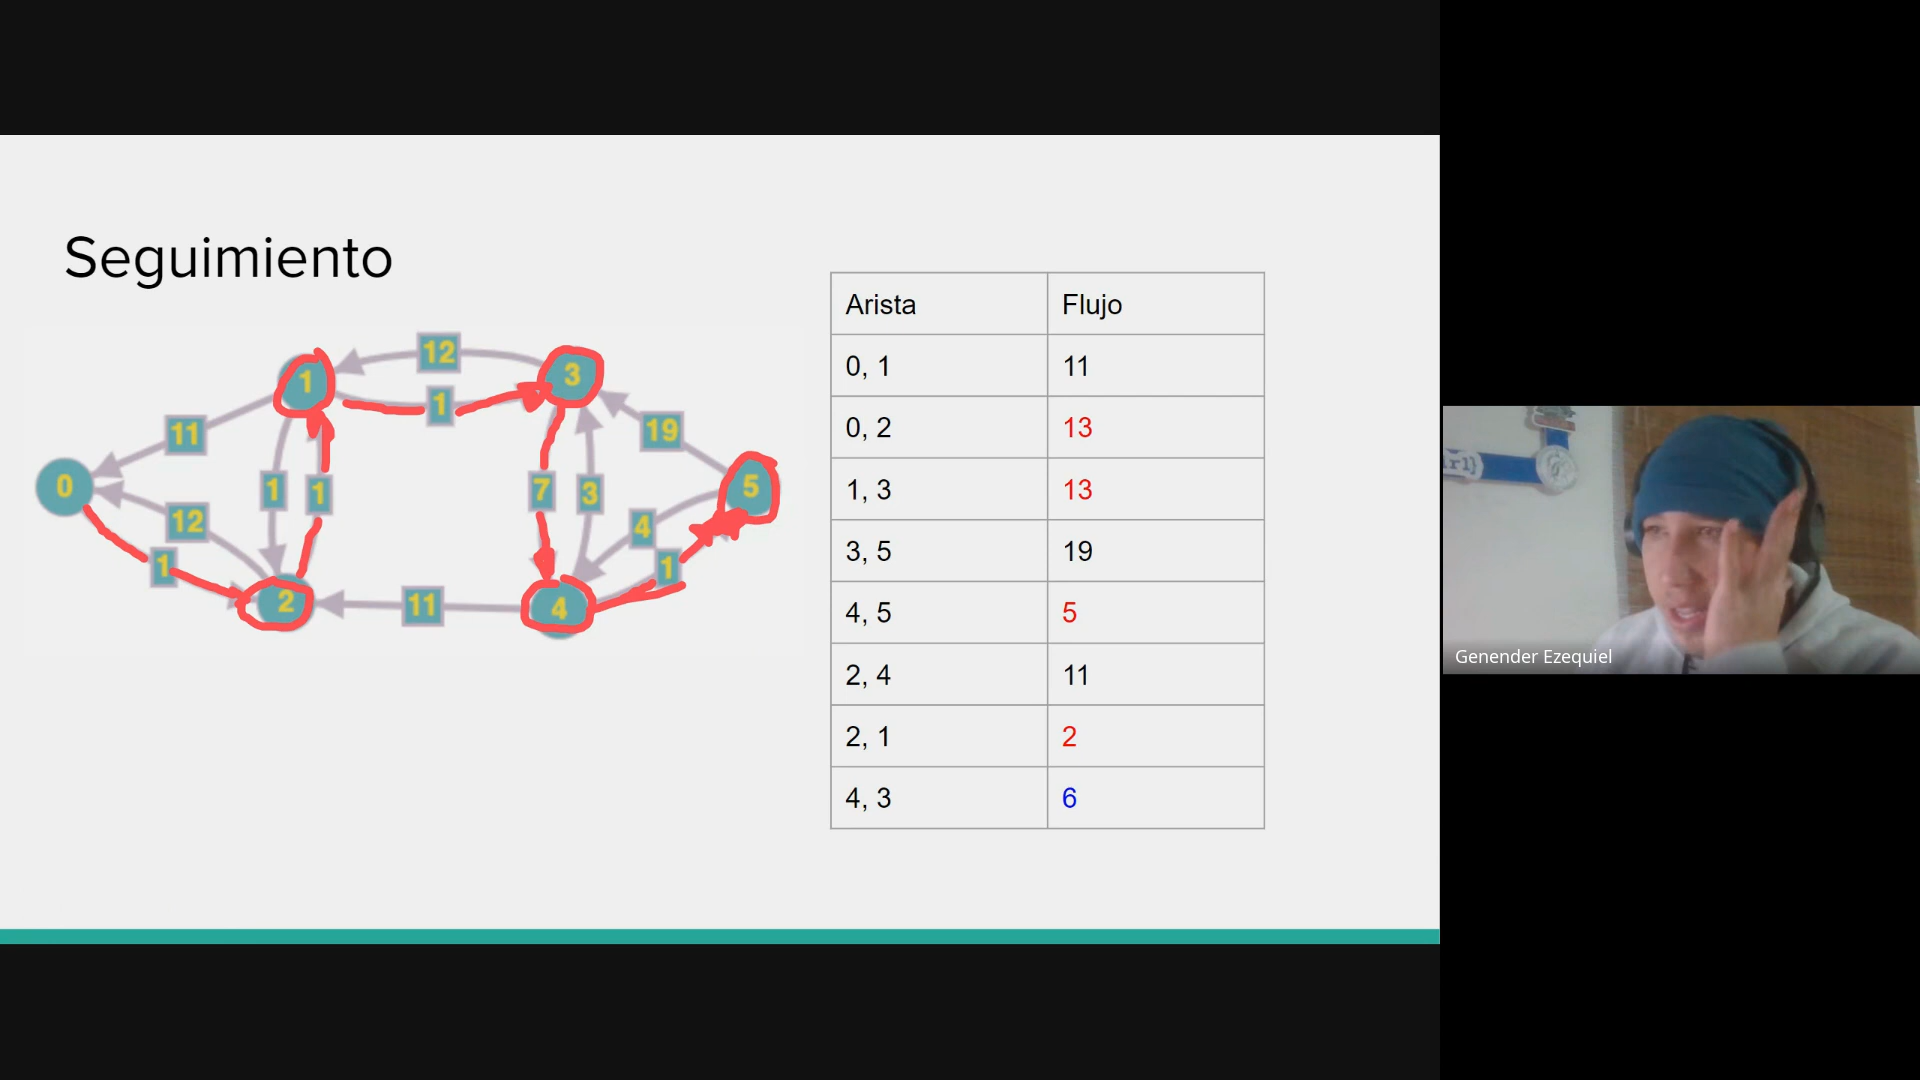 Seguimiento
12
1
3
1
11
19
0
1
1
7
3
5
12
4
1
1
2
11
4
Arista Flujo
0, 1 11
0, 2 13
1, 3 13
3, 5 19
4, 5 5
2, 4 11
2, 1 2
4, 3 6
Genender Ezequiel